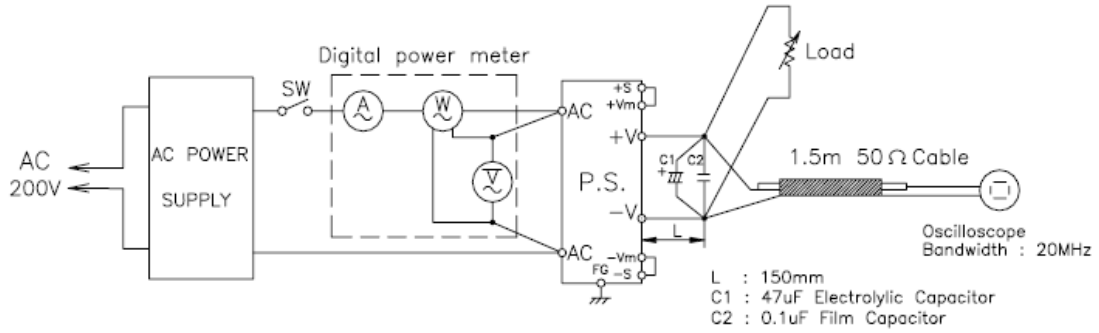 Digital power meter
SW
A
W
V
AC
200V
AC POWER
SUPPLY
AC
AC
P.S.
+S
+Vm
+V
-V
-Vm
-S
FG
C1
C2
+
L
Load
1.5m 50Ω Cable
Oscilloscope
Bandwidth : 20MHz
L : 150mm
C1 : 47uF Electrolylic Capacitor
C2 : 0.1uF Film Capacitor